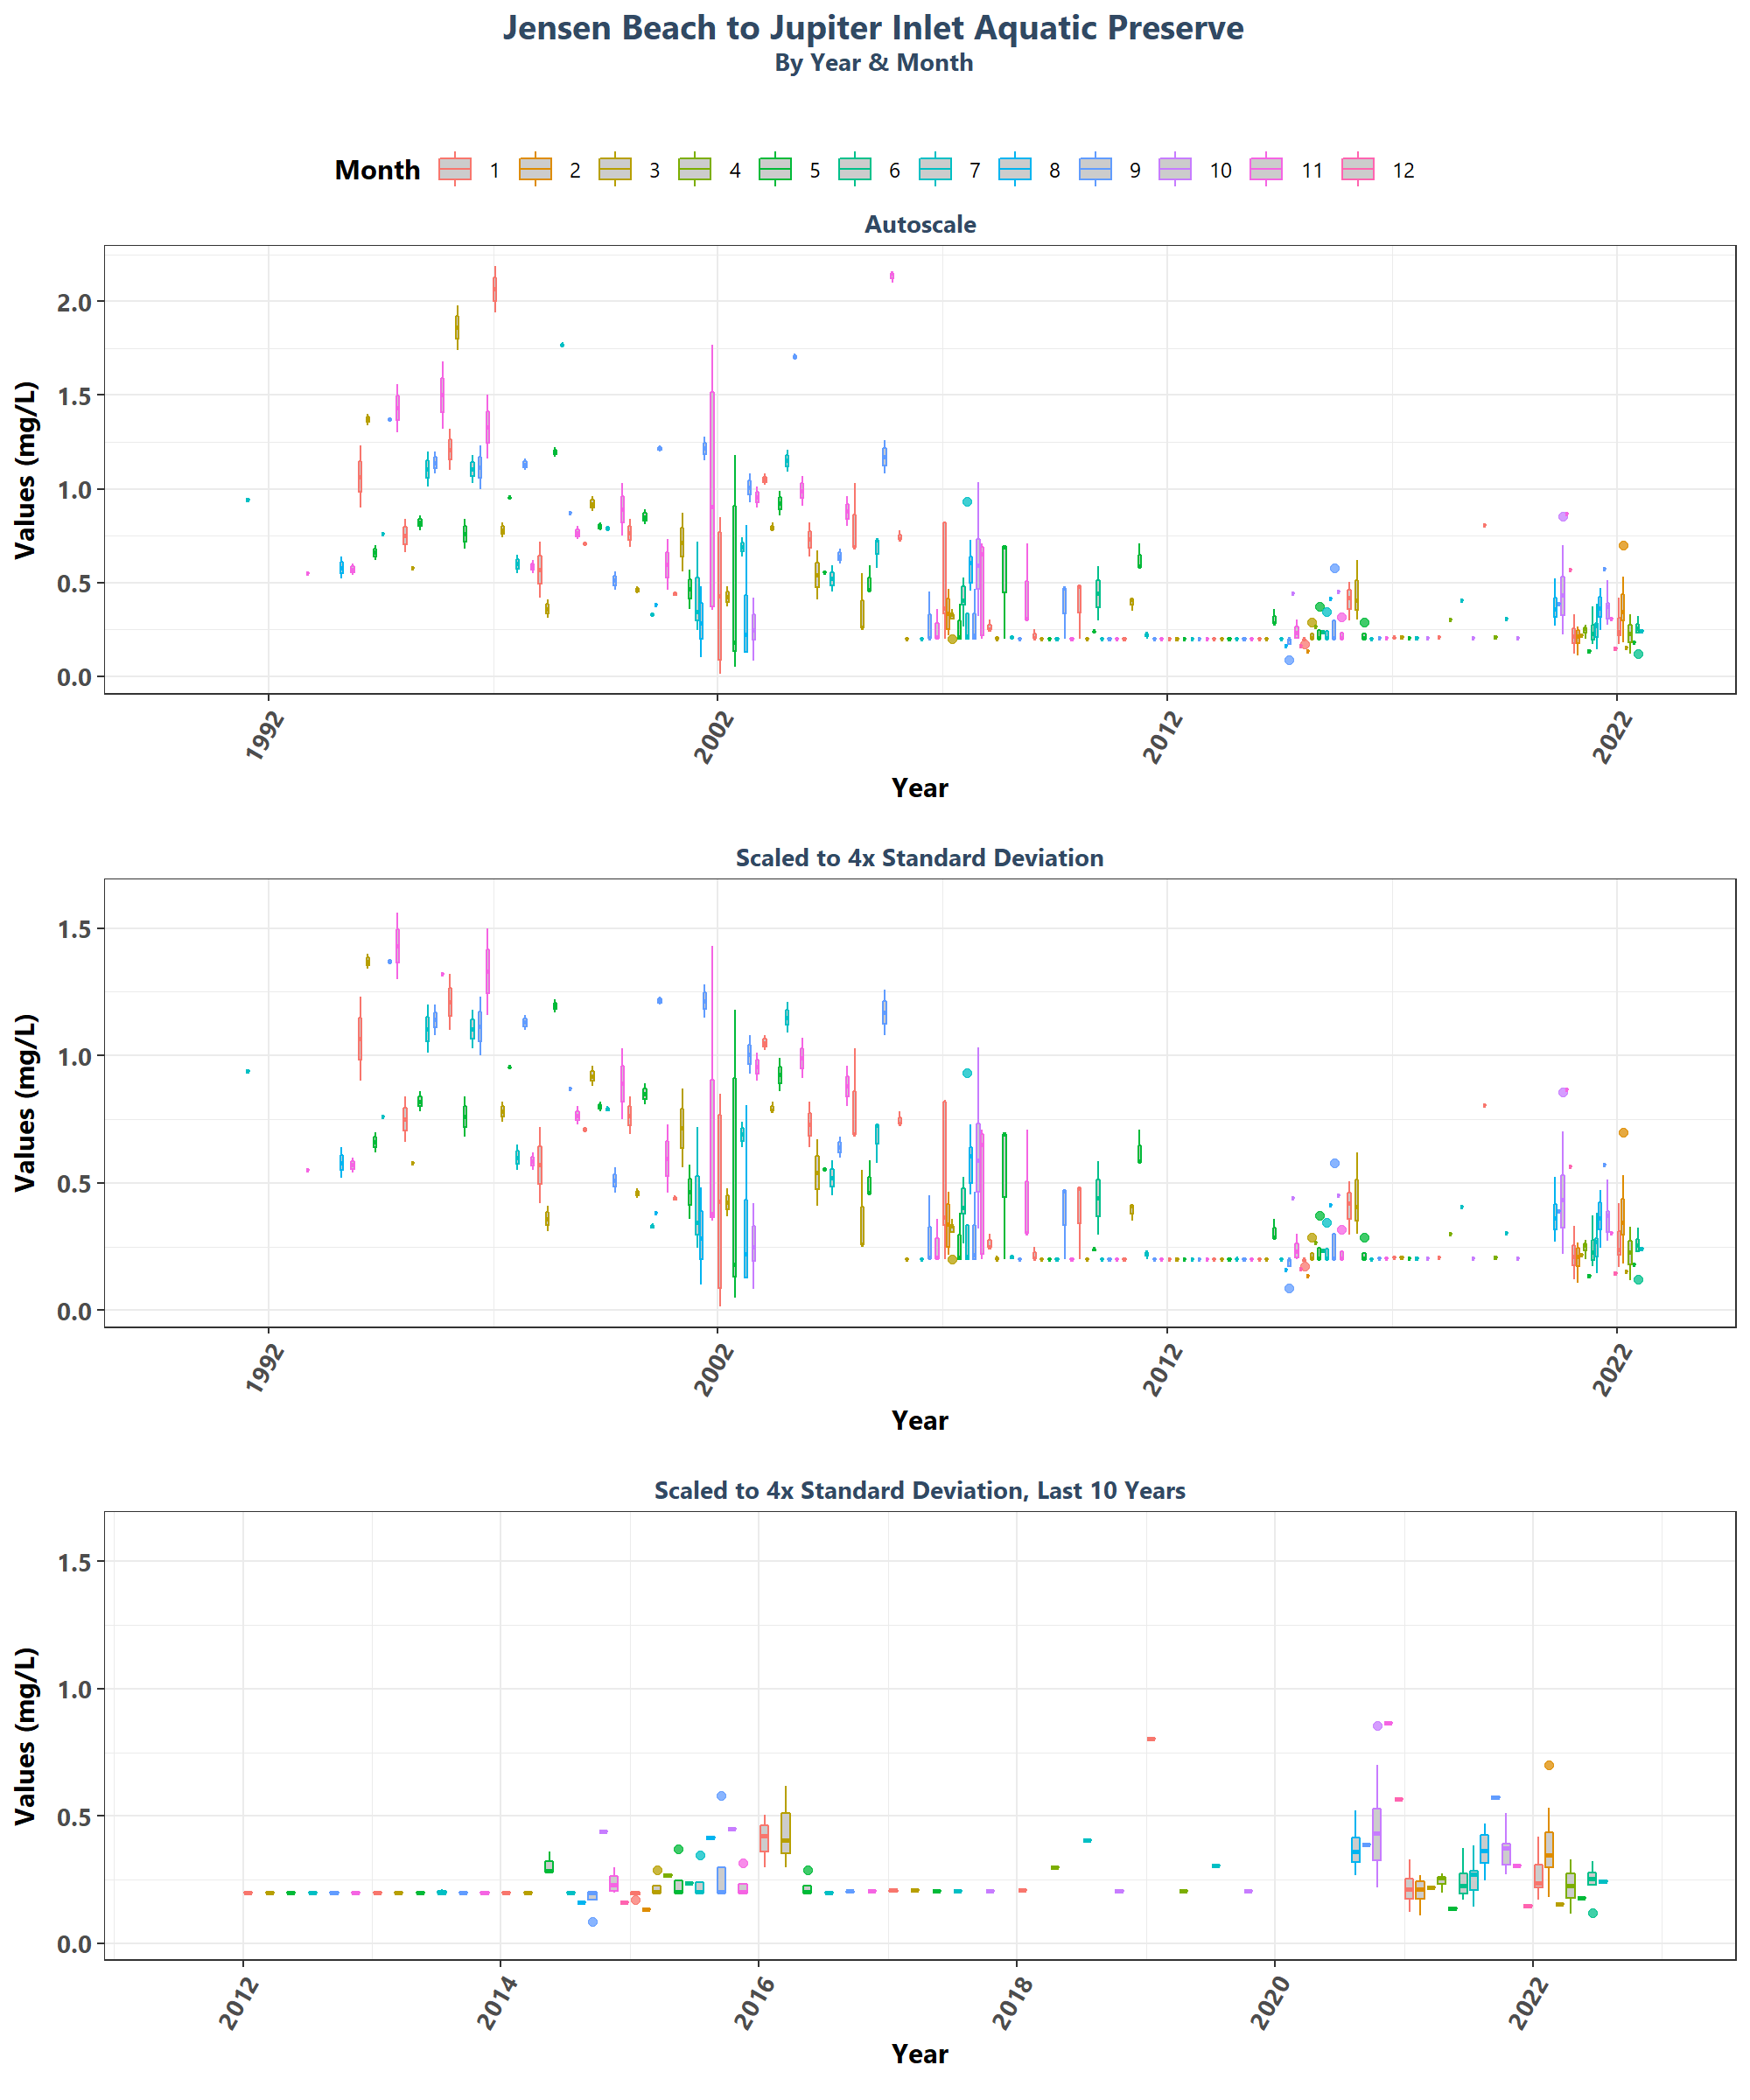 Jensen Beach to Jupiter Inlet Aquatic Preserve
By Year & Month
Month 1 2 3 4 5 6 7 8 9 10 11 12
Autoscale
Values (mg/L)
2.0
1.5
1.0
0.5
0.0
1992 2002 2012 2022
Year
Scaled to 4x Standard Deviation
Values (mg/L)
1.5
1.0
0.5
0.0
1992 2002 2012 2022
Year
Scaled to 4x Standard Deviation, Last 10 Years
Values (mg/L)
1.5
1.0
0.5
0.0
2012 2014 2016 2018 2020 2022
Year